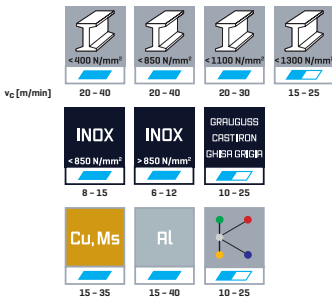 <400 N/mm² <850 N/mm² <1100 N/mm² <1300 N/mm²
vc [m/min] 20 – 40 20 – 40 20 – 30 15 – 25
INOX INOX GRAUGUSS
CASTIRON
GHISA GRIGIA
<850 N/mm² >850 N/mm²
8 – 15 6 – 12 10 – 25
Cu, Ms Al
15 – 35 15 – 40 10 – 25